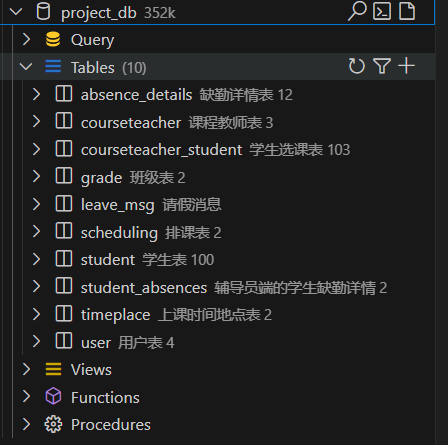 project_db 352k
Query
Tables (10)
absence_details 缺勤详情表 12
courseteacher 课程教师表 3
courseteacher_student 学生选课表 103
grade 班级表 2
leave_msg 请假消息
scheduling 排课表 2
student 学生表 100
student_absences 辅导员端的学生缺勤详情 2
timeplace 上课时间地点表 2
user 用户表 4
Views
Functions
Procedures